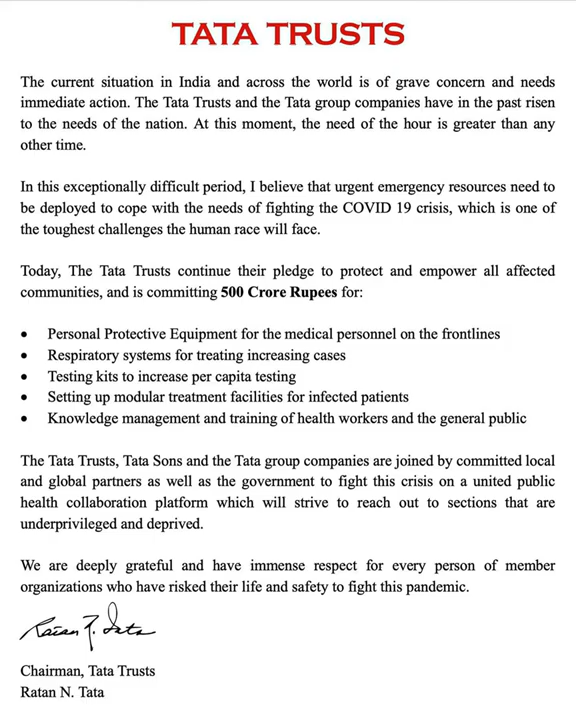 TATA TRUSTS
The current situation in India and across the world is of grave concern and needs
immediate action. The Tata Trusts and the Tata group companies have in the past risen
to the needs of the nation. At this moment, the need of the hour is greater than any
other time.
In this exceptionally difficult period, I believe that urgent emergency resources need to
be deployed to cope with the needs of fighting the COVID 19 crisis, which is one of
the toughest challenges the human race will face.
Today, The Tata Trusts continue their pledge to protect and empower all affected
communities, and is committing 500 Crore Rupees for:
• Personal Protective Equipment for the medical personnel on the frontlines
• Respiratory systems for treating increasing cases
• Testing kits to increase per capita testing
• Setting up modular treatment facilities for infected patients
• Knowledge management and training of health workers and the general public
The Tata Trusts, Tata Sons and the Tata group companies are joined by committed local
and global partners as well as the government to fight this crisis on a united public
health collaboration platform which will strive to reach out to sections that are
underprivileged and deprived.
We are deeply grateful and have immense respect for every person of member
organizations who have risked their life and safety to fight this pandemic.
Ratan N. Tata
Chairman, Tata Trusts
Ratan N. Tata